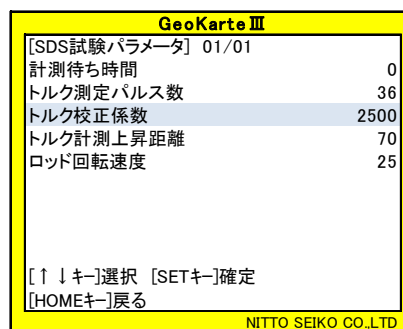 GeoKarteⅢ
[SDS試験パラメータ] 01/01
計測待ち時間 0
トルク測定パルス数 36
トルク校正係数 2500
トルク計測上昇距離 70
ロッド回転速度 25
[↑↓キー]選択 [SETキー]確定
[HOMEキー]戻る
NITTO SEIKO CO.,LTD